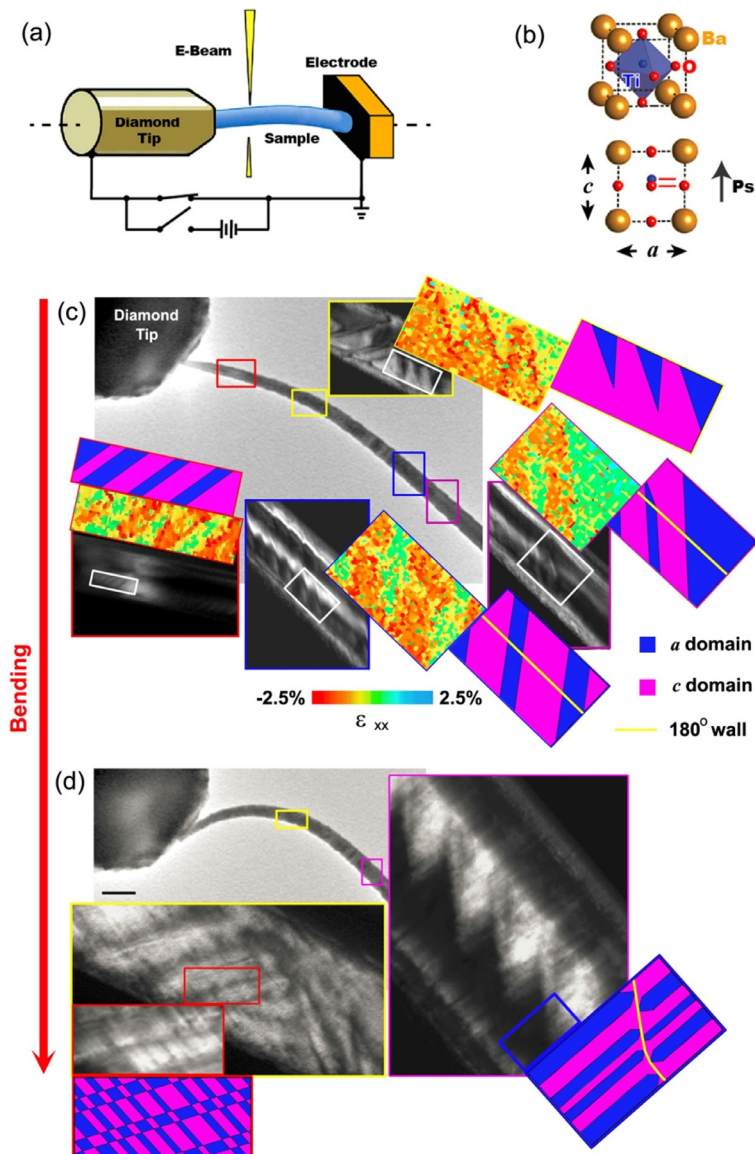 (a)
E-Beam
Electrode
Diamond
Tip
Sample
(b)
Ba
O
Ti
c
Ps
a
(c)
Diamond
Tip
-2.5% 2.5%
ε xx
a domain
c domain
180° wall
Bending
(d)